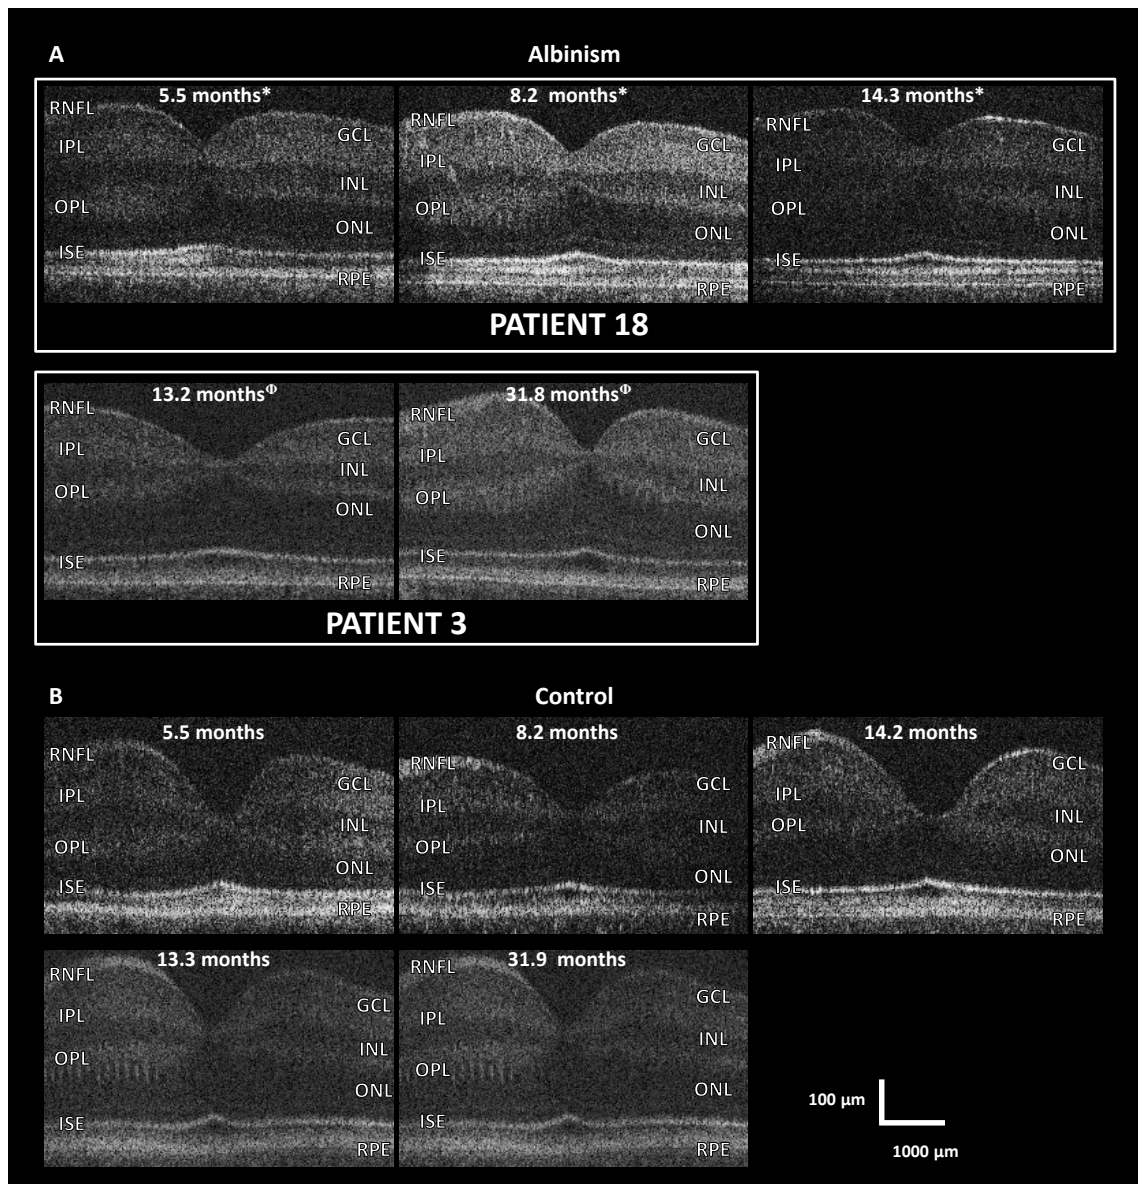 A
Albinism
5.5 months*
RNFL
IPL
OPL
ISE
GCL
INL
ONL
RPE
8.2 months*
RNFL
IPL
OPL
ISE
GCL
INL
ONL
RPE
14.3 months*
RNFL
IPL
OPL
ISE
GCL
INL
ONL
RPE
PATIENT 18
13.2 monthsΦ
RNFL
IPL
OPL
ISE
GCL
INL
ONL
RPE
31.8 monthsΦ
RNFL
IPL
OPL
ISE
GCL
INL
ONL
RPE
PATIENT 3
B
Control
5.5 months
RNFL
IPL
OPL
ISE
GCL
INL
ONL
RPE
8.2 months
RNFL
IPL
OPL
ISE
GCL
INL
ONL
RPE
14.2 months
RNFL
IPL
OPL
ISE
GCL
INL
ONL
RPE
13.3 months
RNFL
IPL
OPL
ISE
GCL
INL
ONL
RPE
31.9 months
RNFL
IPL
OPL
ISE
GCL
INL
ONL
RPE
100 µm
1000 µm